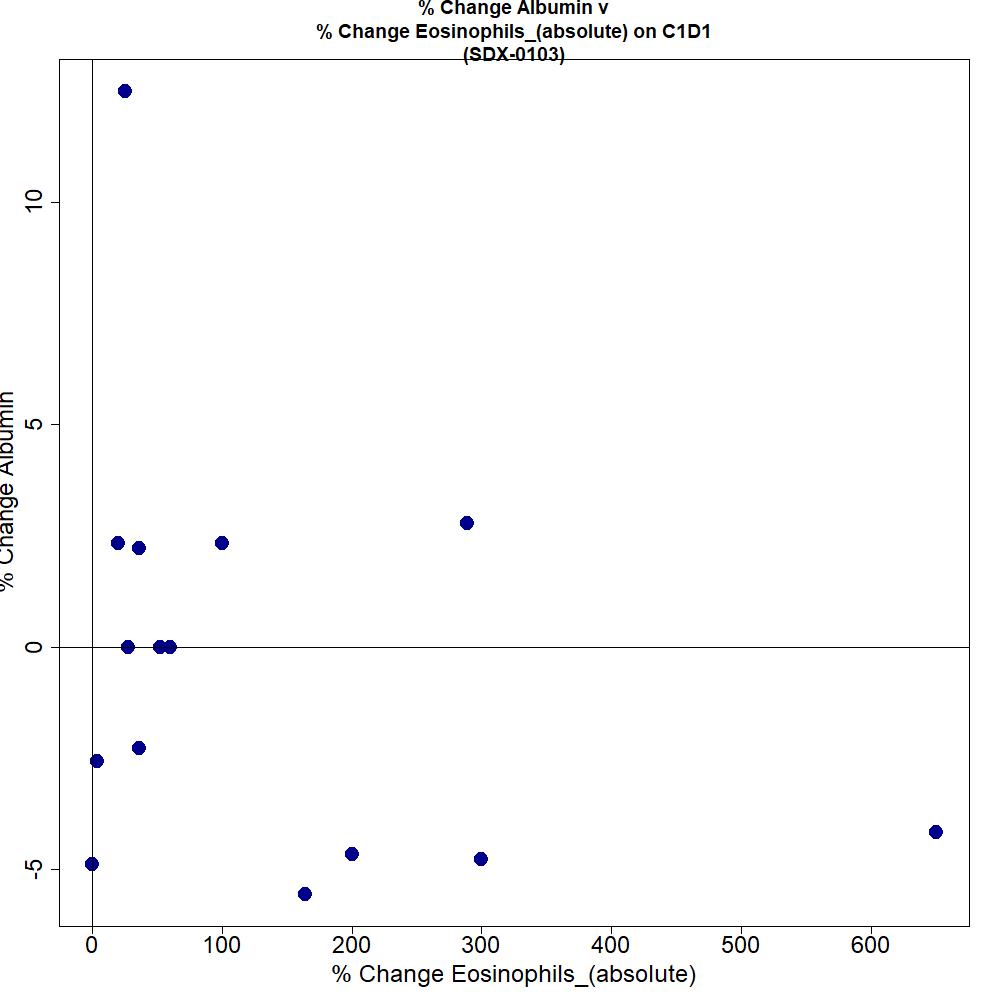 % Change Albumin v
% Change Eosinophils_(absolute) on C1D1
(SDX-0103)
% Change Albumin
10
5
0
-5
0 100 200 300 400 500 600
% Change Eosinophils_(absolute)